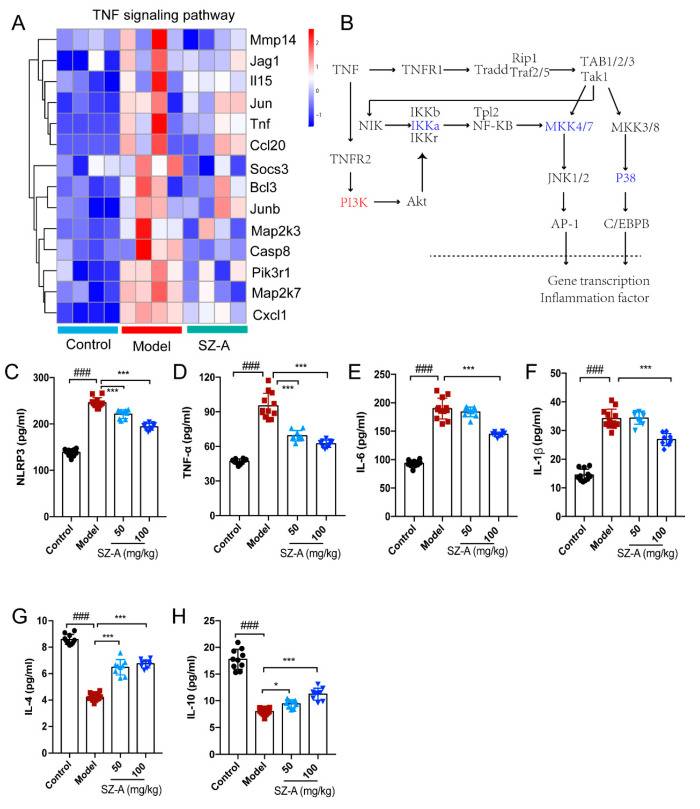 A
TNF signaling pathway
Mmp14
Jag1
Il15
Jun
Tnf
Ccl20
Socs3
Bcl3
Junb
Map2k3
Casp8
Pik3r1
Map2k7
Cxcl1
2
1
0
-1
Control
Model
SZ-A
B
TNF
TNFR1
Tradd
Rip1
Traf2/5
TAB1/2/3
Tak1
NIK
IKKb
IKKa
IKKr
Tpl2
NF-KB
MKK4/7
MKK3/8
TNFR2
JNK1/2
P38
PI3K
Akt
AP-1
C/EBPB
Gene transcription
Inflammation factor
C
NLRP3 (pg/ml)
300
200
100
0
###
***
***
Control
Model
50
100
SZ-A (mg/kg)
D
TNF-α (pg/ml)
120
90
60
30
0
###
***
***
Control
Model
50
100
SZ-A (mg/kg)
E
IL-6 (pg/ml)
250
200
150
100
50
0
###
***
Control
Model
50
100
SZ-A (mg/kg)
F
IL-1β (pg/ml)
50
40
30
20
10
0
###
***
Control
Model
50
100
SZ-A (mg/kg)
G
IL-4 (pg/ml)
10
8
6
4
2
0
###
***
***
Control
Model
50
100
SZ-A (mg/kg)
H
IL-10 (pg/ml)
25
20
15
10
5
0
###
***
*
Control
Model
50
100
SZ-A (mg/kg)